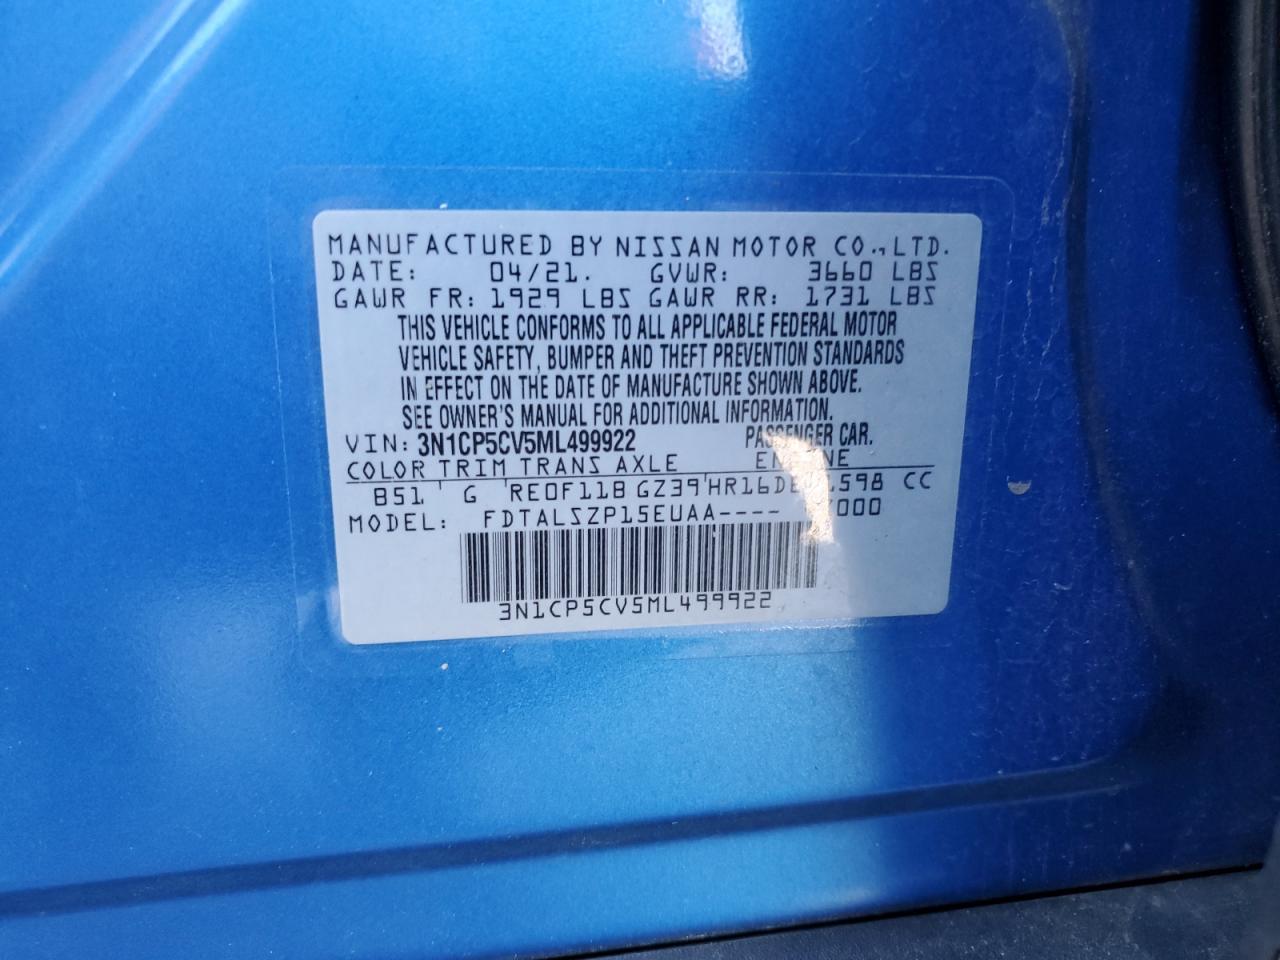 MANUFACTURED BY NISSAN MOTOR CO., LTD.
DATE: 04/21. GVWR: 3660 LBS
GAWR FR: 1929 LBS GAWR RR: 1731 LBS
THIS VEHICLE CONFORMS TO ALL APPLICABLE FEDERAL MOTOR
VEHICLE SAFETY, BUMPER AND THEFT PREVENTION STANDARDS
IN EFFECT ON THE DATE OF MANUFACTURE SHOWN ABOVE.
SEE OWNER'S MANUAL FOR ADDITIONAL INFORMATION.
VIN: 3N1CP5CV5ML499922 PASSENGER CAR.
COLOR TRIM TRANS AXLE ENGINE
B51 G RE0F11B GZ39 1598 CC
MODEL: FDTALSZP15EUAA----
3N1CP5CV5ML499922